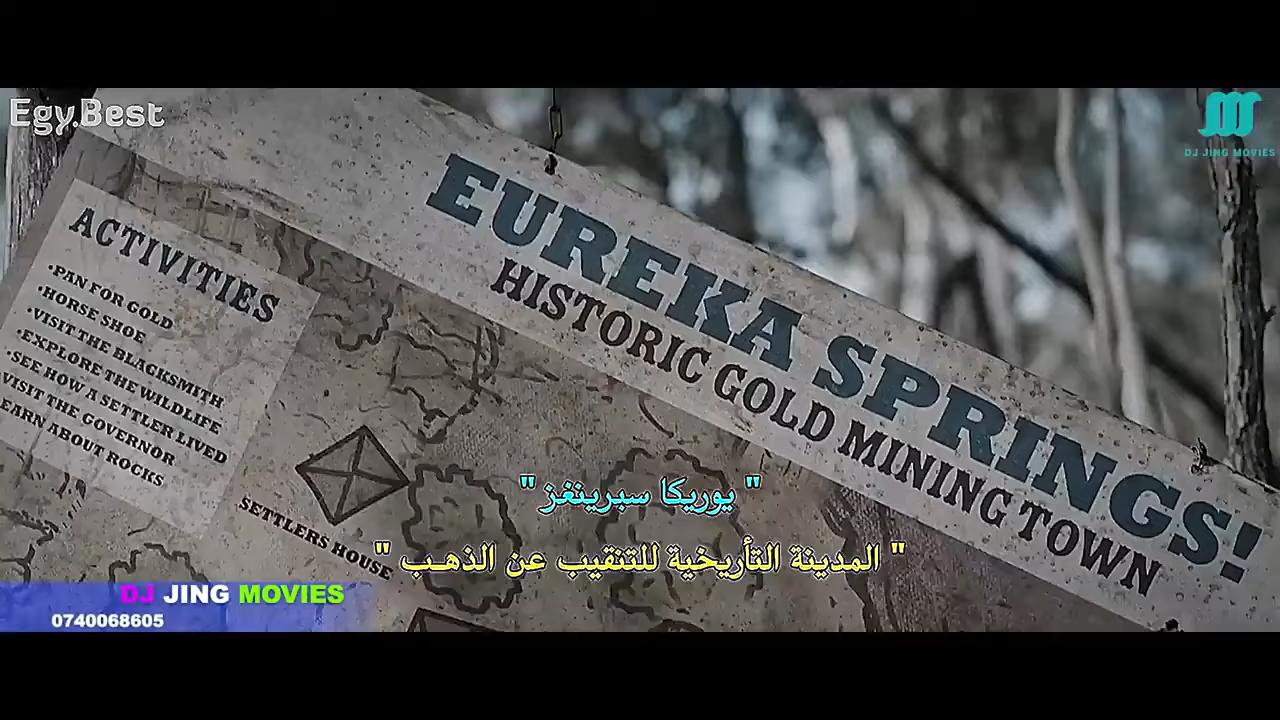 Egy.Best
DJ JING MOVIES
EUREKA SPRINGS!
HISTORIC GOLD MINING TOWN
ACTIVITIES
•PAN FOR GOLD
•HORSE SHOE
•VISIT THE BLACKSMITH
•EXPLORE THE WILDLIFE
•SEE HOW A SETTLER LIVED
VISIT THE GOVERNOR
EARN ABOUT ROCKS
SETTLERS HOUSE
" يوريكا سبرينغز "
" المدينة التأريخية للتنقيب عن الذهـب "
DJ JING MOVIES
0740068605